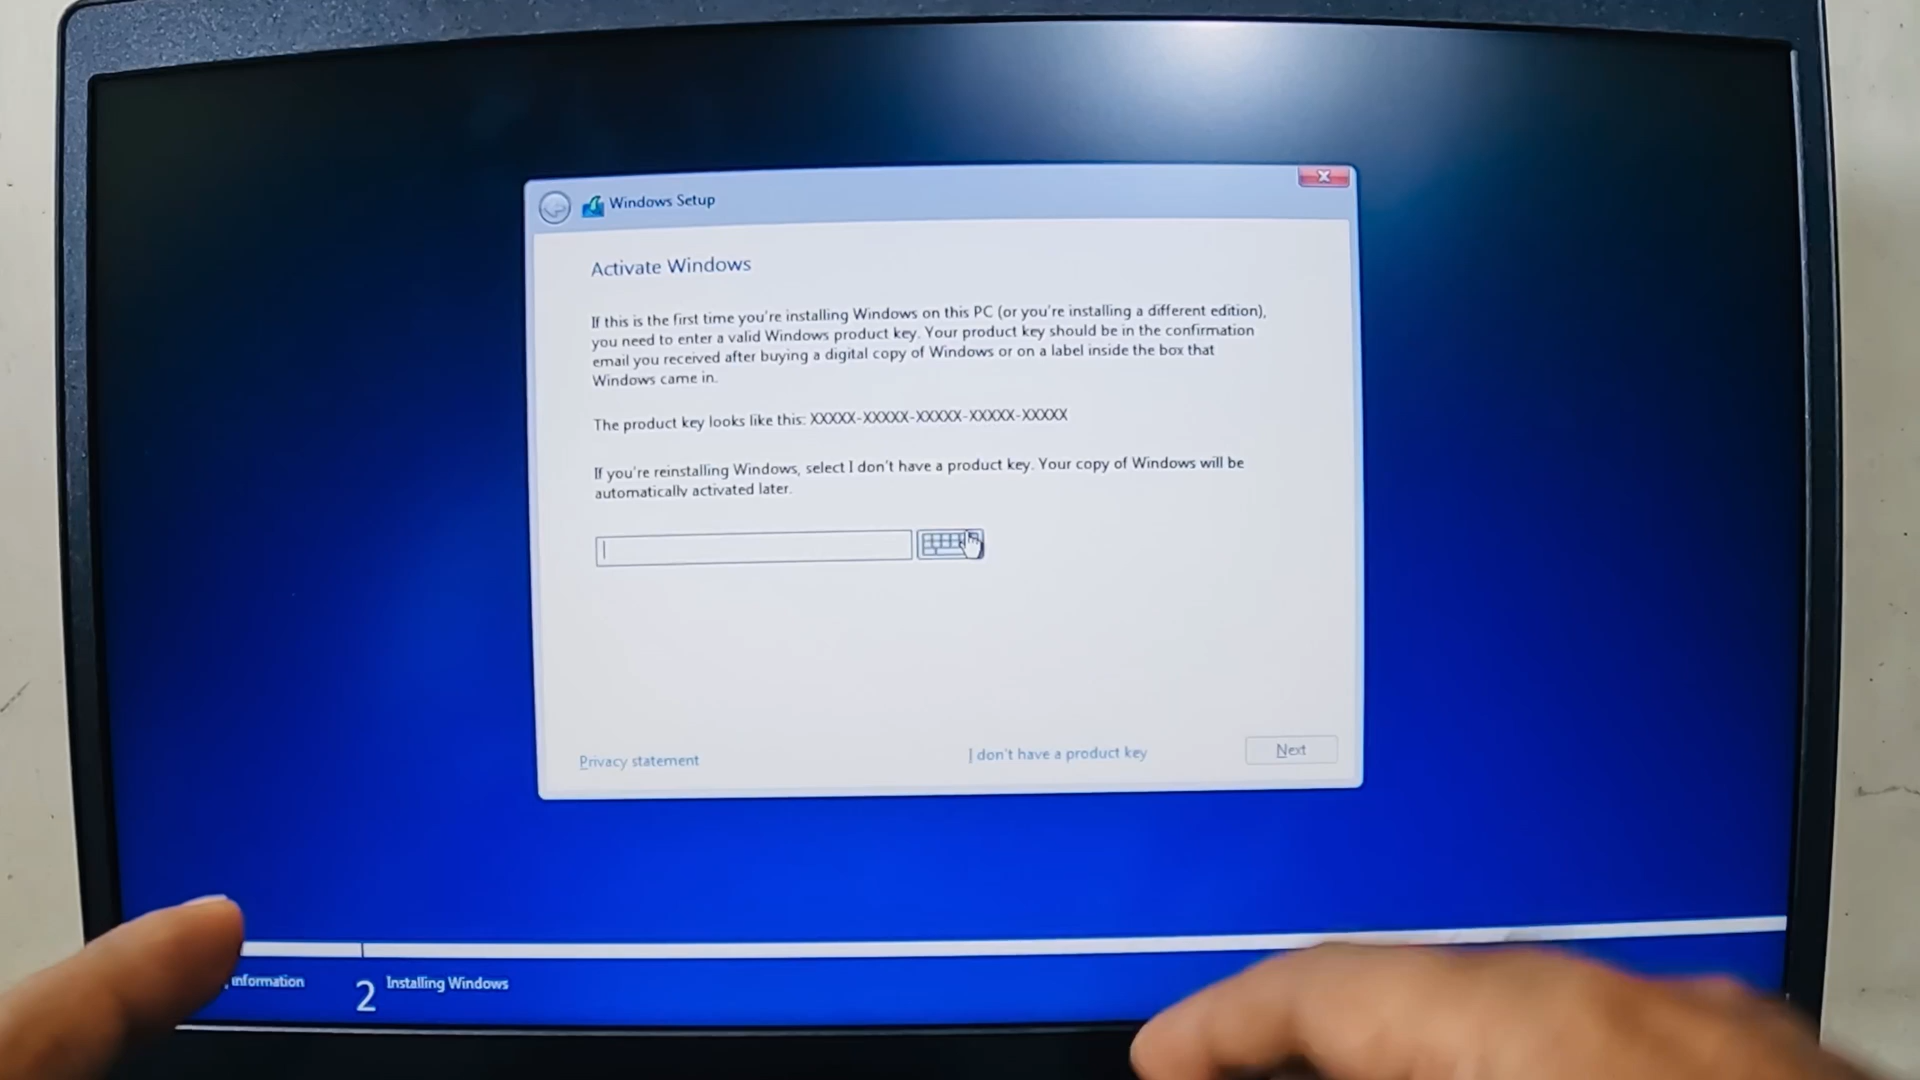 Windows Setup
Activate Windows
If this is the first time you're installing Windows on this PC (or you're installing a different edition),
you need to enter a valid Windows product key. Your product key should be in the confirmation
email you received after buying a digital copy of Windows or on a label inside the box that
Windows came in.
The product key looks like this: XXXXX-XXXXX-XXXXX-XXXXX-XXXXX
If you're reinstalling Windows, select I don't have a product key. Your copy of Windows will be
automatically activated later.
Privacy statement
I don't have a product key
Next
information
2 Installing Windows